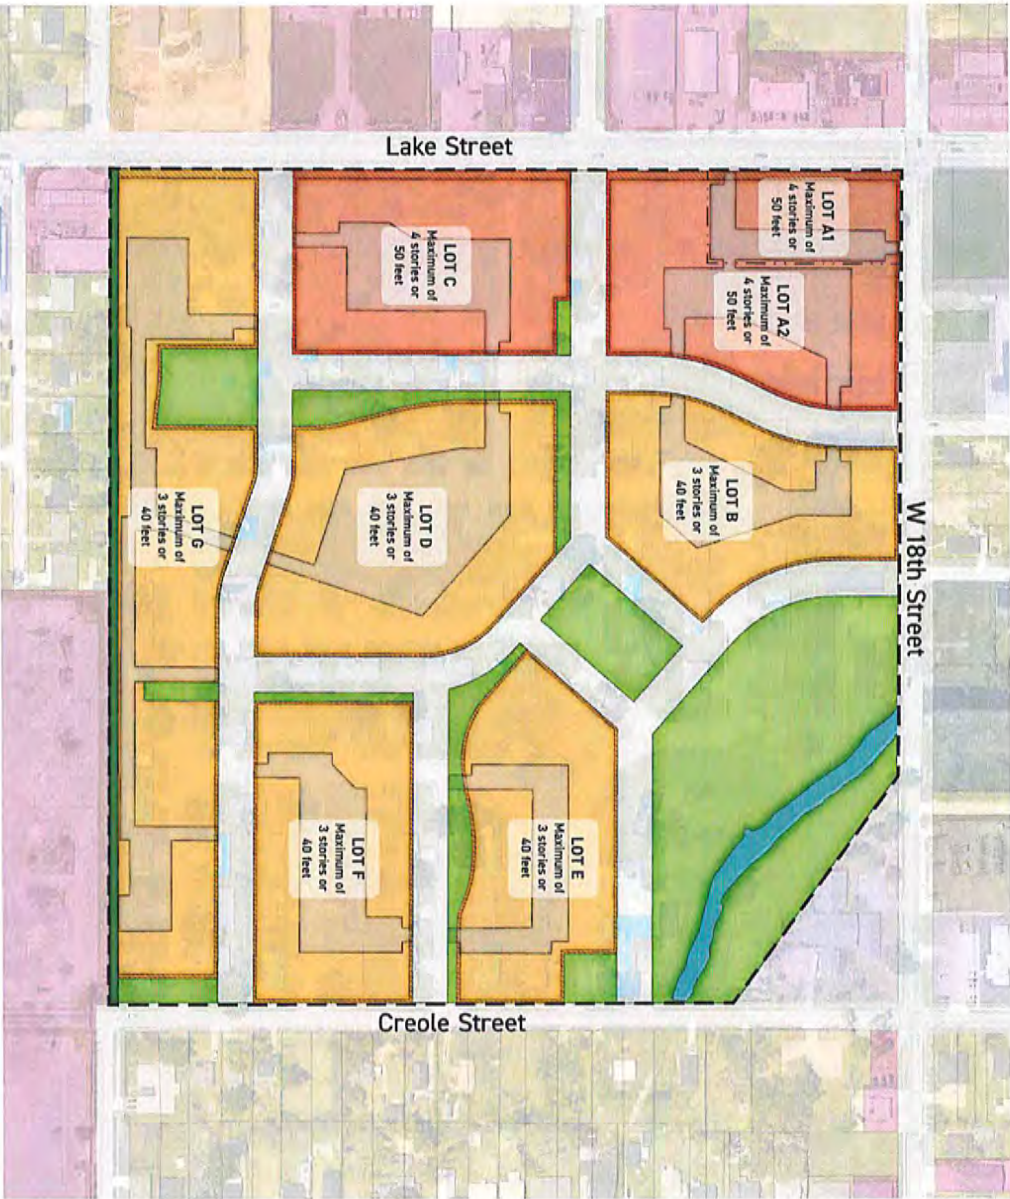 Lake Street
LOT A1
Maximum of
4 stories or
50 feet
LOT C
Maximum of
4 stories or
50 feet
LOT A2
Maximum of
4 stories or
50 feet
LOT G
Maximum of
3 stories or
40 feet
LOT D
Maximum of
3 stories or
40 feet
LOT B
Maximum of
3 stories or
40 feet
W 18th Street
LOT F
Maximum of
3 stories or
40 feet
LOT E
Maximum of
3 stories or
40 feet
Creole Street